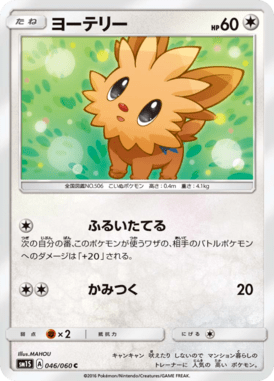 たね ヨーテリー HP60
全国図鑑NO.506 こいぬポケモン 高さ：0.4m 重さ：4.1kg
ふるいたてる
次の自分の番、このポケモンが使うワザの、相手のバトルポケモン
へのダメージは「+20」される。
かみつく 20
弱点 ×2 抵抗力 にげる
Illus.MAHOU
キャンキャン 吠えたり しないので マンション暮らしの
トレーナーに 人気の 高い ポケモン。
SM1S A 046/060 C
©2016 Pokémon/Nintendo/Creatures/GAME FREAK.